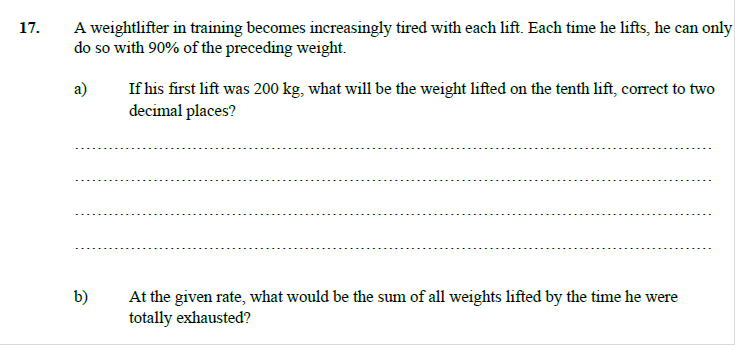 17. A weightlifter in training becomes increasingly tired with each lift. Each time he lifts, he can only
do so with 90% of the preceding weight.
a) If his first lift was 200 kg, what will be the weight lifted on the tenth lift, correct to two
decimal places?
b) At the given rate, what would be the sum of all weights lifted by the time he were
totally exhausted?